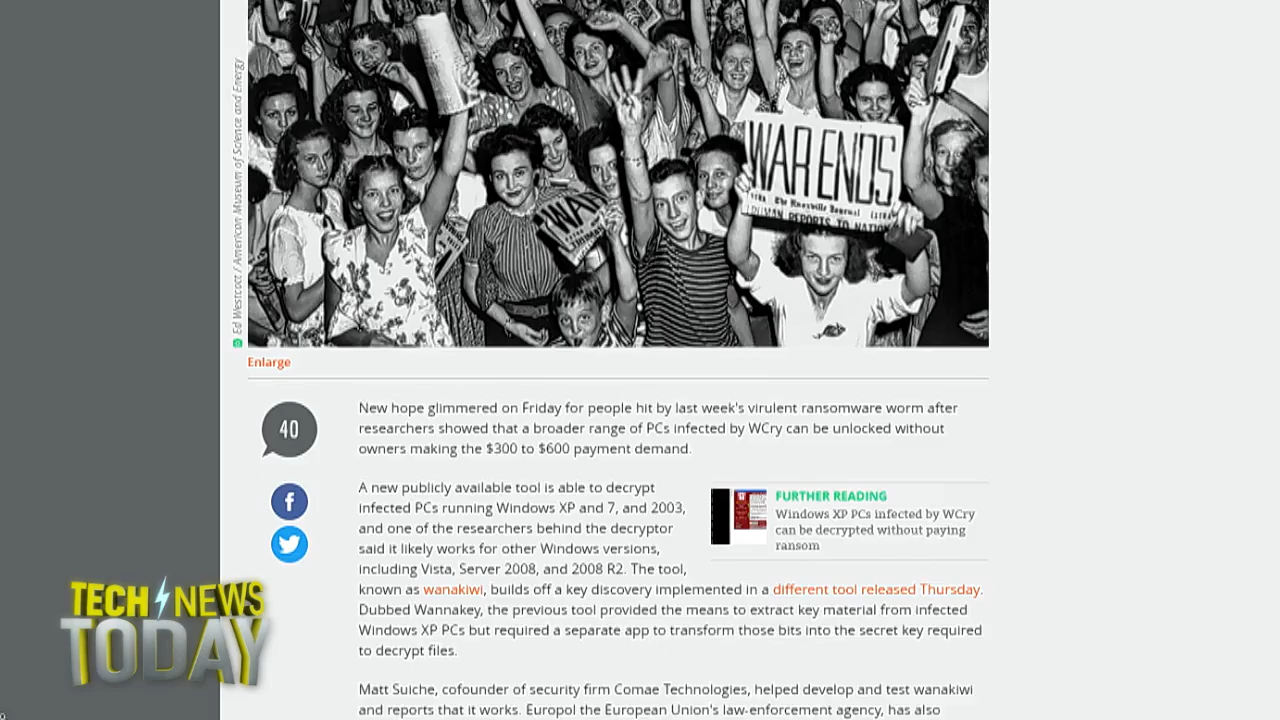 Ed Westcott / American Museum of Science and Energy
WAR ENDS
The Knoxville Journal
WAR
Enlarge
40
New hope glimmered on Friday for people hit by last week's virulent ransomware worm after
researchers showed that a broader range of PCs infected by WCry can be unlocked without
owners making the $300 to $600 payment demand.
A new publicly available tool is able to decrypt
infected PCs running Windows XP and 7, and 2003,
and one of the researchers behind the decryptor
said it likely works for other Windows versions,
including Vista, Server 2008, and 2008 R2. The tool,
FURTHER READING
Windows XP PCs infected by WCry
can be decrypted without paying
ransom
known as wanakiwi, builds off a key discovery implemented in a different tool released Thursday.
Dubbed Wannakey, the previous tool provided the means to extract key material from infected
Windows XP PCs but required a separate app to transform those bits into the secret key required
to decrypt files.
Matt Suiche, cofounder of security firm Comae Technologies, helped develop and test wanakiwi
and reports that it works. Europol the European Union's law-enforcement agency, has also
TECH NEWS
TODAY